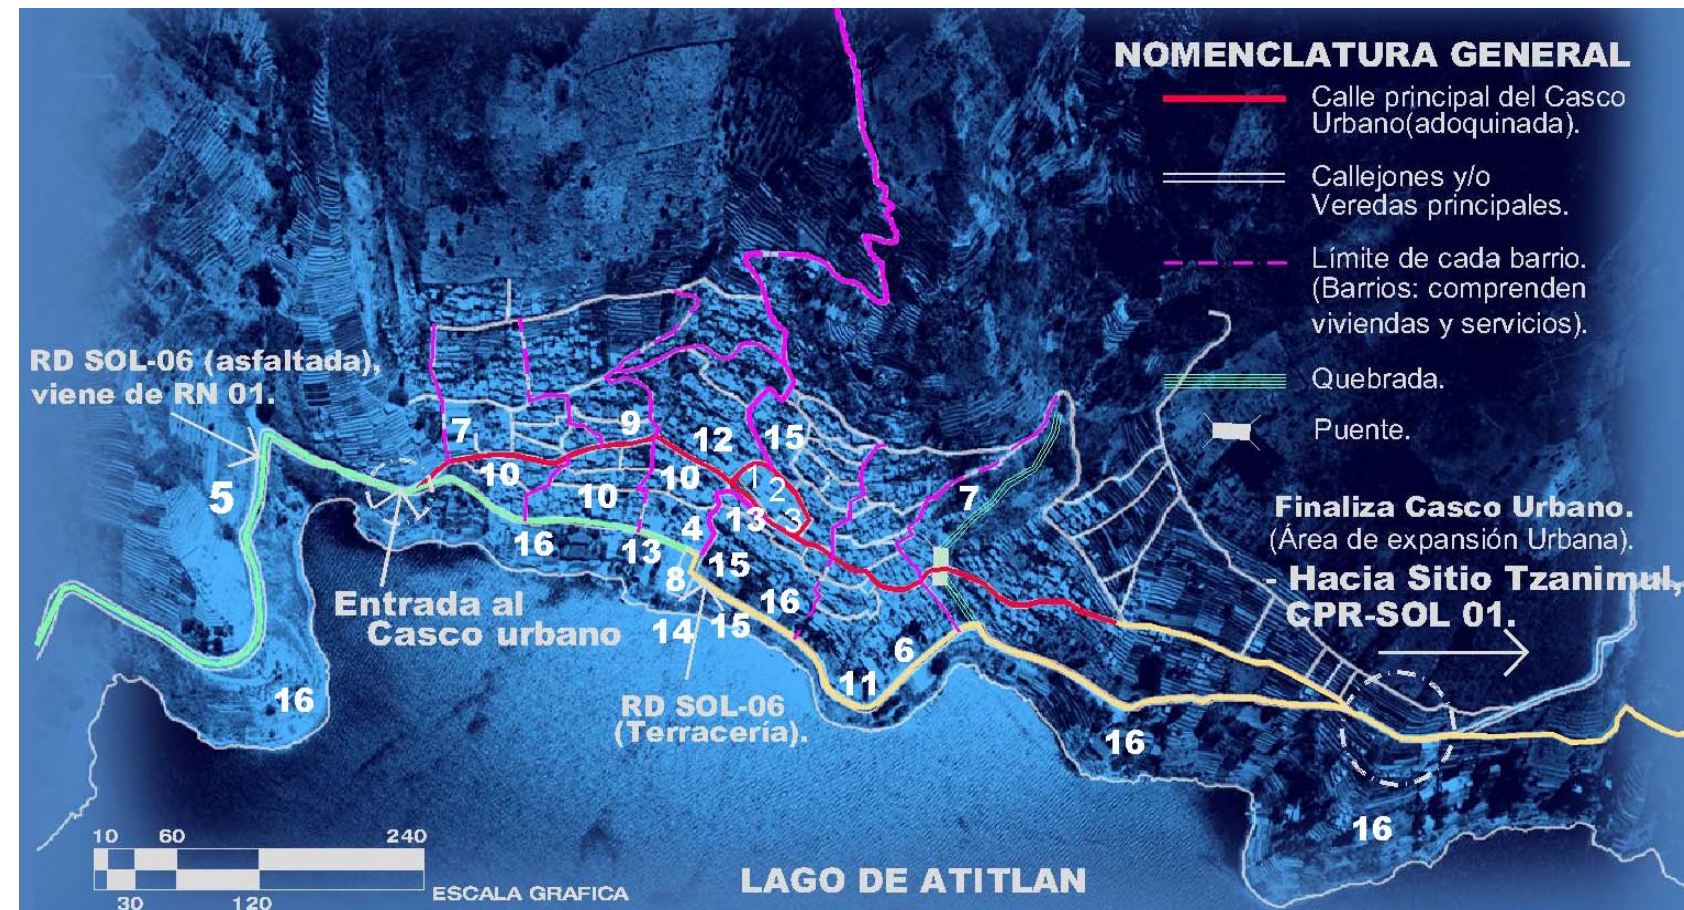 NOMENCLATURA GENERAL
Calle principal del Casco
Urbano(adoquinada).
Callejones y/o
Veredas principales.
Límite de cada barrio.
(Barrios: comprenden
viviendas y servicios).
Quebrada.
Puente.
RD SOL-06 (asfaltada),
viene de RN 01.
5
7
9
12
15
10
10
10
1
2
3
13
4
7
16
13
15
8
16
14
15
6
11
16
16
16
Entrada al
Casco urbano
RD SOL-06
(Terracería).
Finaliza Casco Urbano.
(Área de expansión Urbana).
- Hacia Sitio Tzanimul,
CPR-SOL 01.
10 60 240
30 120
ESCALA GRAFICA
LAGO DE ATITLAN